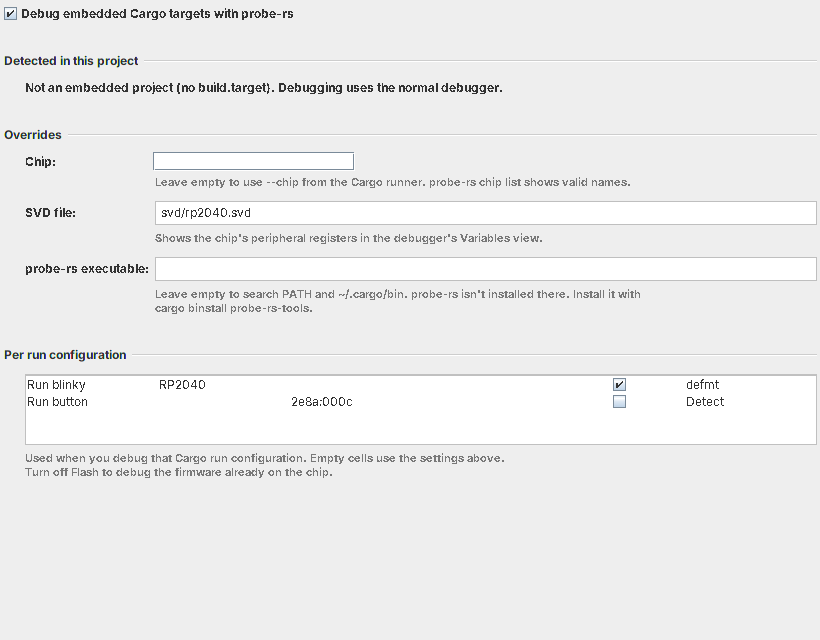 Debug embedded Cargo targets with probe-rs
Detected in this project
Not an embedded project (no build.target). Debugging uses the normal debugger.
Overrides
Chip:
Leave empty to use --chip from the Cargo runner. probe-rs chip list shows valid names.
SVD file: svd/rp2040.svd
Shows the chip's peripheral registers in the debugger's Variables view.
probe-rs executable:
Leave empty to search PATH and ~/.cargo/bin. probe-rs isn't installed there. Install it with
cargo binstall probe-rs-tools.
Per run configuration
Run blinky RP2040 defmt
Run button 2e8a:000c Detect
Used when you debug that Cargo run configuration. Empty cells use the settings above.
Turn off Flash to debug the firmware already on the chip.